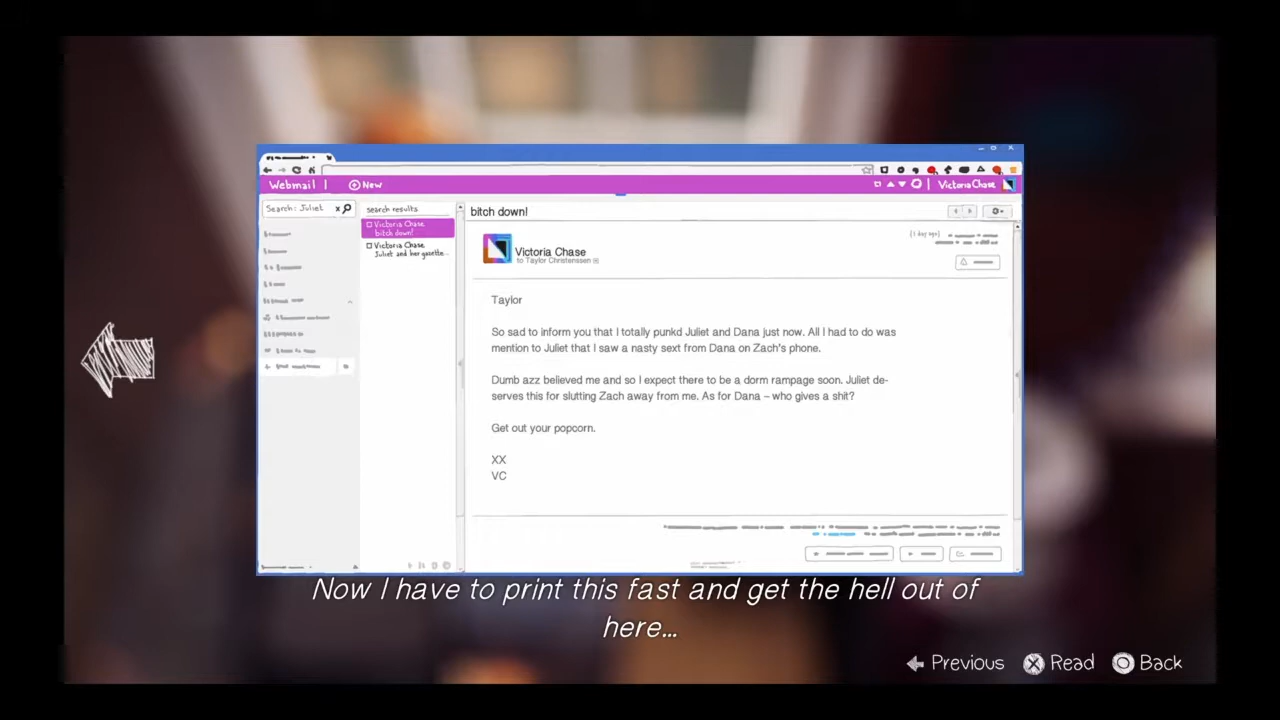 Webmail |
New
Victoria Chase
Search: Juliet x
search results
Victoria Chase
bitch down!
Victoria Chase
Juliet and her gazette..
bitch down!
(1 day ago)
Victoria Chase
to Taylor Christenssen
Taylor
So sad to inform you that I totally punkd Juliet and Dana just now. All I had to do was
mention to Juliet that I saw a nasty sext from Dana on Zach's phone.
Dumb azz believed me and so I expect there to be a dorm rampage soon. Juliet de-
serves this for slutting Zach away from me. As for Dana – who gives a shit?
Get out your popcorn.
XX
VC
Now I have to print this fast and get the hell out of
here...
Previous
Read
Back